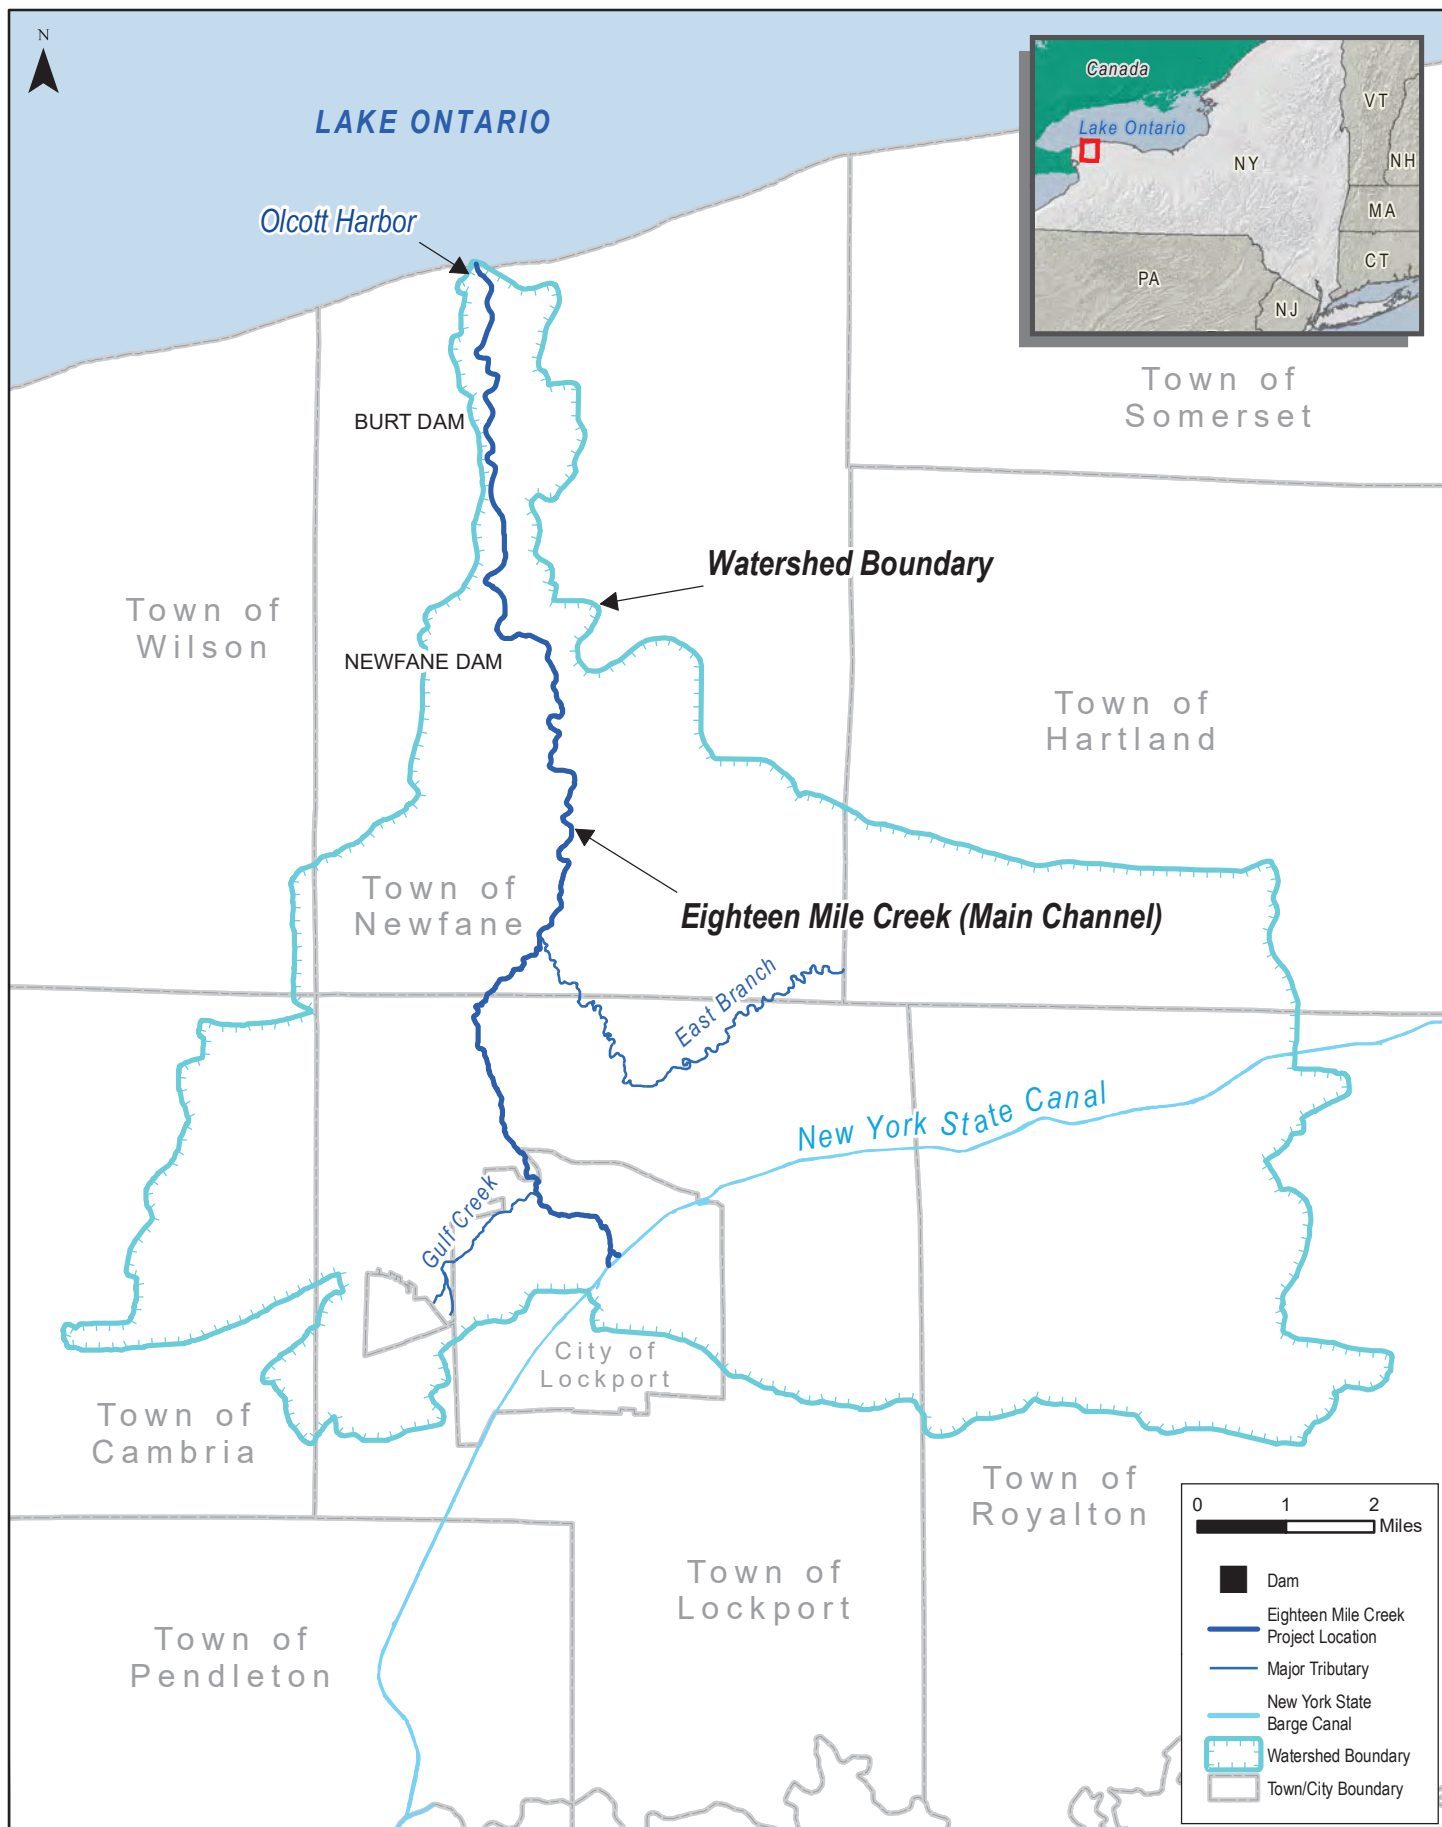 N
LAKE ONTARIO
Olcott Harbor
Canada
Lake Ontario
VT
NH
NY
MA
CT
PA
NJ
Town of
Somerset
BURT DAM
Watershed Boundary
Town of
Wilson
NEWFANE DAM
Town of
Hartland
Town of
Newfane
Eighteen Mile Creek (Main Channel)
East Branch
New York State Canal
Gulf Creek
City of
Lockport
Town of
Cambria
Town of
Royalton
Town of
Lockport
Town of
Pendleton
0 1 2
Miles
Dam
Eighteen Mile Creek
Project Location
Major Tributary
New York State
Barge Canal
Watershed Boundary
Town/City Boundary